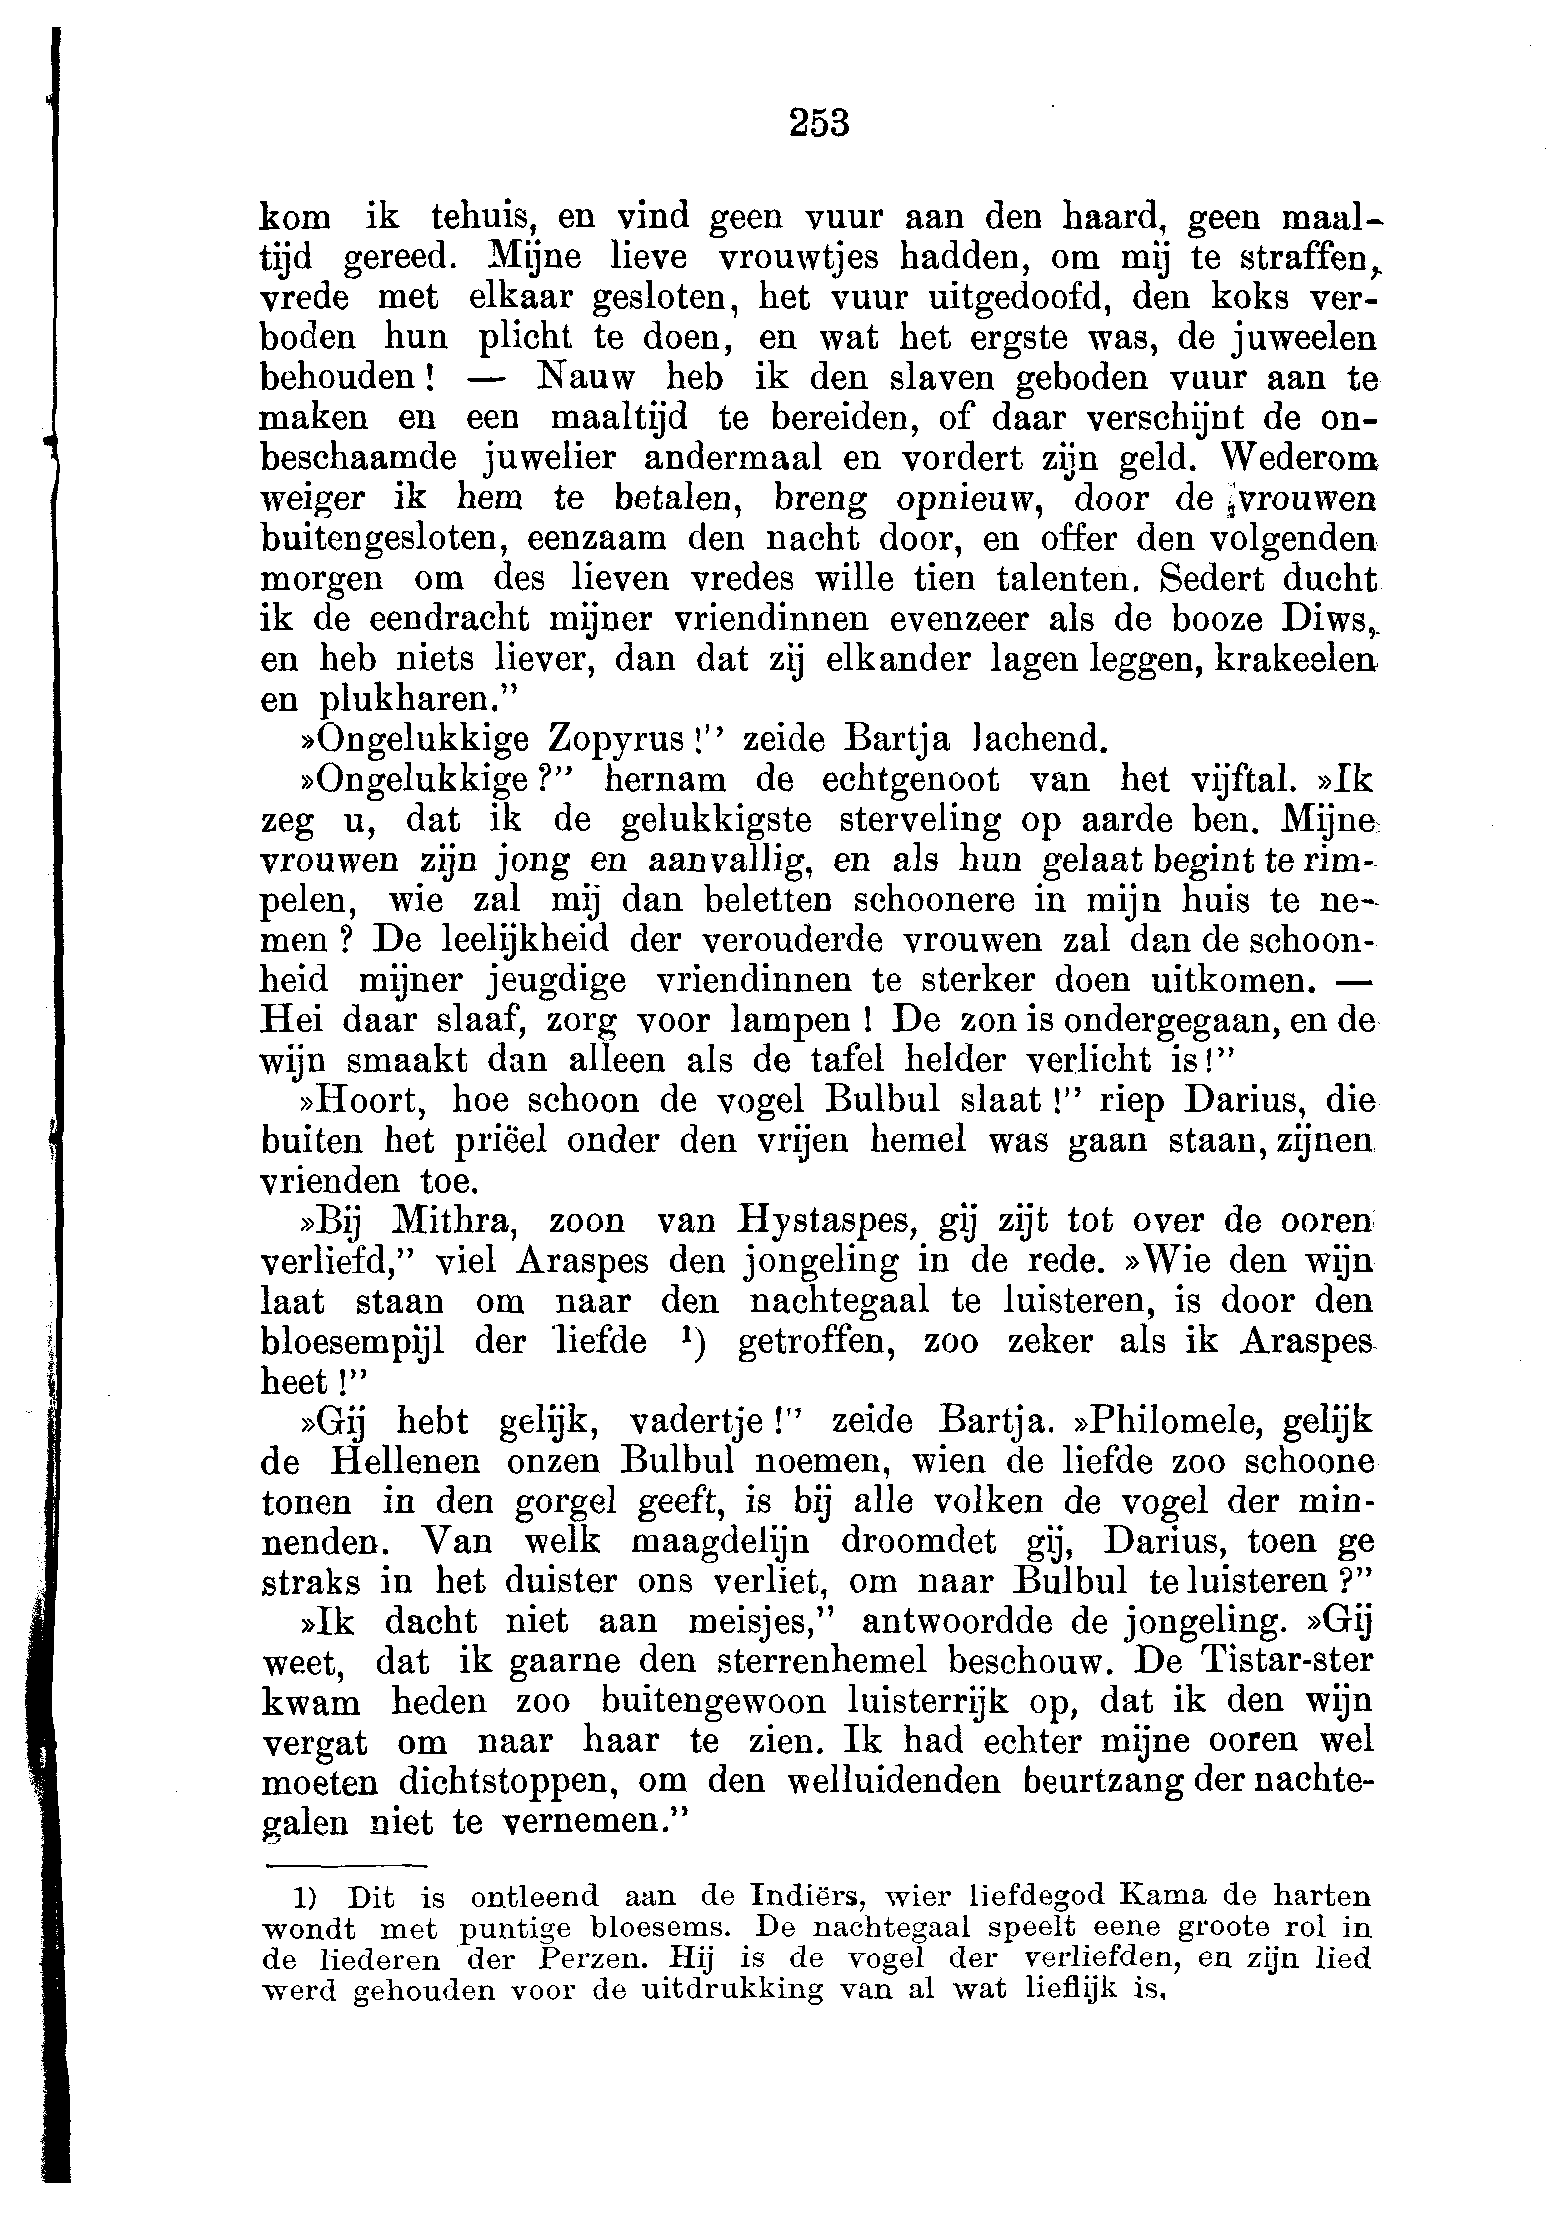 253
kom ik tehuis, en vind geen vuur aan den haard, geen maal-
tijd gereed. Mijne lieve vrouwtjes hadden, om mij te straffen,
vrede met elkaar gesloten, het vuur uitgedoofd, den koks ver-
boden hun plicht te doen, en wat het ergste was, de juweelen
behouden! — Nauw heb ik den slaven geboden vuur aan te
maken en een maaltijd te bereiden, of daar verschijnt de on-
beschaamde juwelier andermaal en vordert zijn geld. Wederom
weiger ik hem te betalen, breng opnieuw, door de vrouwen
buitengesloten, eenzaam den nacht door, en offer den volgenden
morgen om des lieven vredes wille tien talenten. Sedert ducht
ik de eendracht mijner vriendinnen evenzeer als de booze Diws,
en heb niets liever, dan dat zij elkander lagen leggen, krakeelen
en plukharen."
»Ongelukkige Zopyrus!" zeide Bartja lachend.
»Ongelukkige?" hernam de echtgenoot van het vijftal. »Ik
zeg u, dat ik de gelukkigste sterveling op aarde ben. Mijne
vrouwen zijn jong en aanvallig, en als hun gelaat begint te rim-
pelen, wie zal mij dan beletten schoonere in mijn huis te ne-
men? De leelijkheid der verouderde vrouwen zal dan de schoon-
heid mijner jeugdige vriendinnen te sterker doen uitkomen. —
Hei daar slaaf, zorg voor lampen! De zon is ondergegaan, en de
wijn smaakt dan alleen als de tafel helder verlicht is!"
»Hoort, hoe schoon de vogel Bulbul slaat!" riep Darius, die
buiten het prieel onder den vrijen hemel was gaan staan, zijnen
vrienden toe.
»Bij Mithra, zoon van Hystaspes, gij zijt tot over de ooren
verliefd," viel Araspes den jongeling in de rede. »Wie den wijn
laat staan om naar den nachtegaal te luisteren, is door den
bloesempijl der liefde ¹) getroffen, zoo zeker als ik Araspes
heet!"
»Gij hebt gelijk, vadertje!" zeide Bartja. »Philomele, gelijk
de Hellenen onzen Bulbul noemen, wien de liefde zoo schoone
tonen in den gorgel geeft, is bij alle volken de vogel der min-
nenden. Van welk maagdelijn droomdet gij, Darius, toen ge
straks in het duister ons verliet, om naar Bulbul te luisteren?"
»Ik dacht niet aan meisjes," antwoordde de jongeling. »Gij
weet, dat ik gaarne den sterrenhemel beschouw. De Tistar-ster
kwam heden zoo buitengewoon luisterrijk op, dat ik den wijn
vergat om naar haar te zien. Ik had echter mijne ooren wel
moeten dichtstoppen, om den welluidenden beurtzang der nachte-
galen niet te vernemen."
1) Dit is ontleend aan de Indiërs, wier liefdegod Kama de harten
wondt met puntige bloesems. De nachtegaal speelt eene groote rol in
de liederen der Perzen. Hij is de vogel der verliefden, en zijn lied
werd gehouden voor de uitdrukking van al wat lieflijk is.